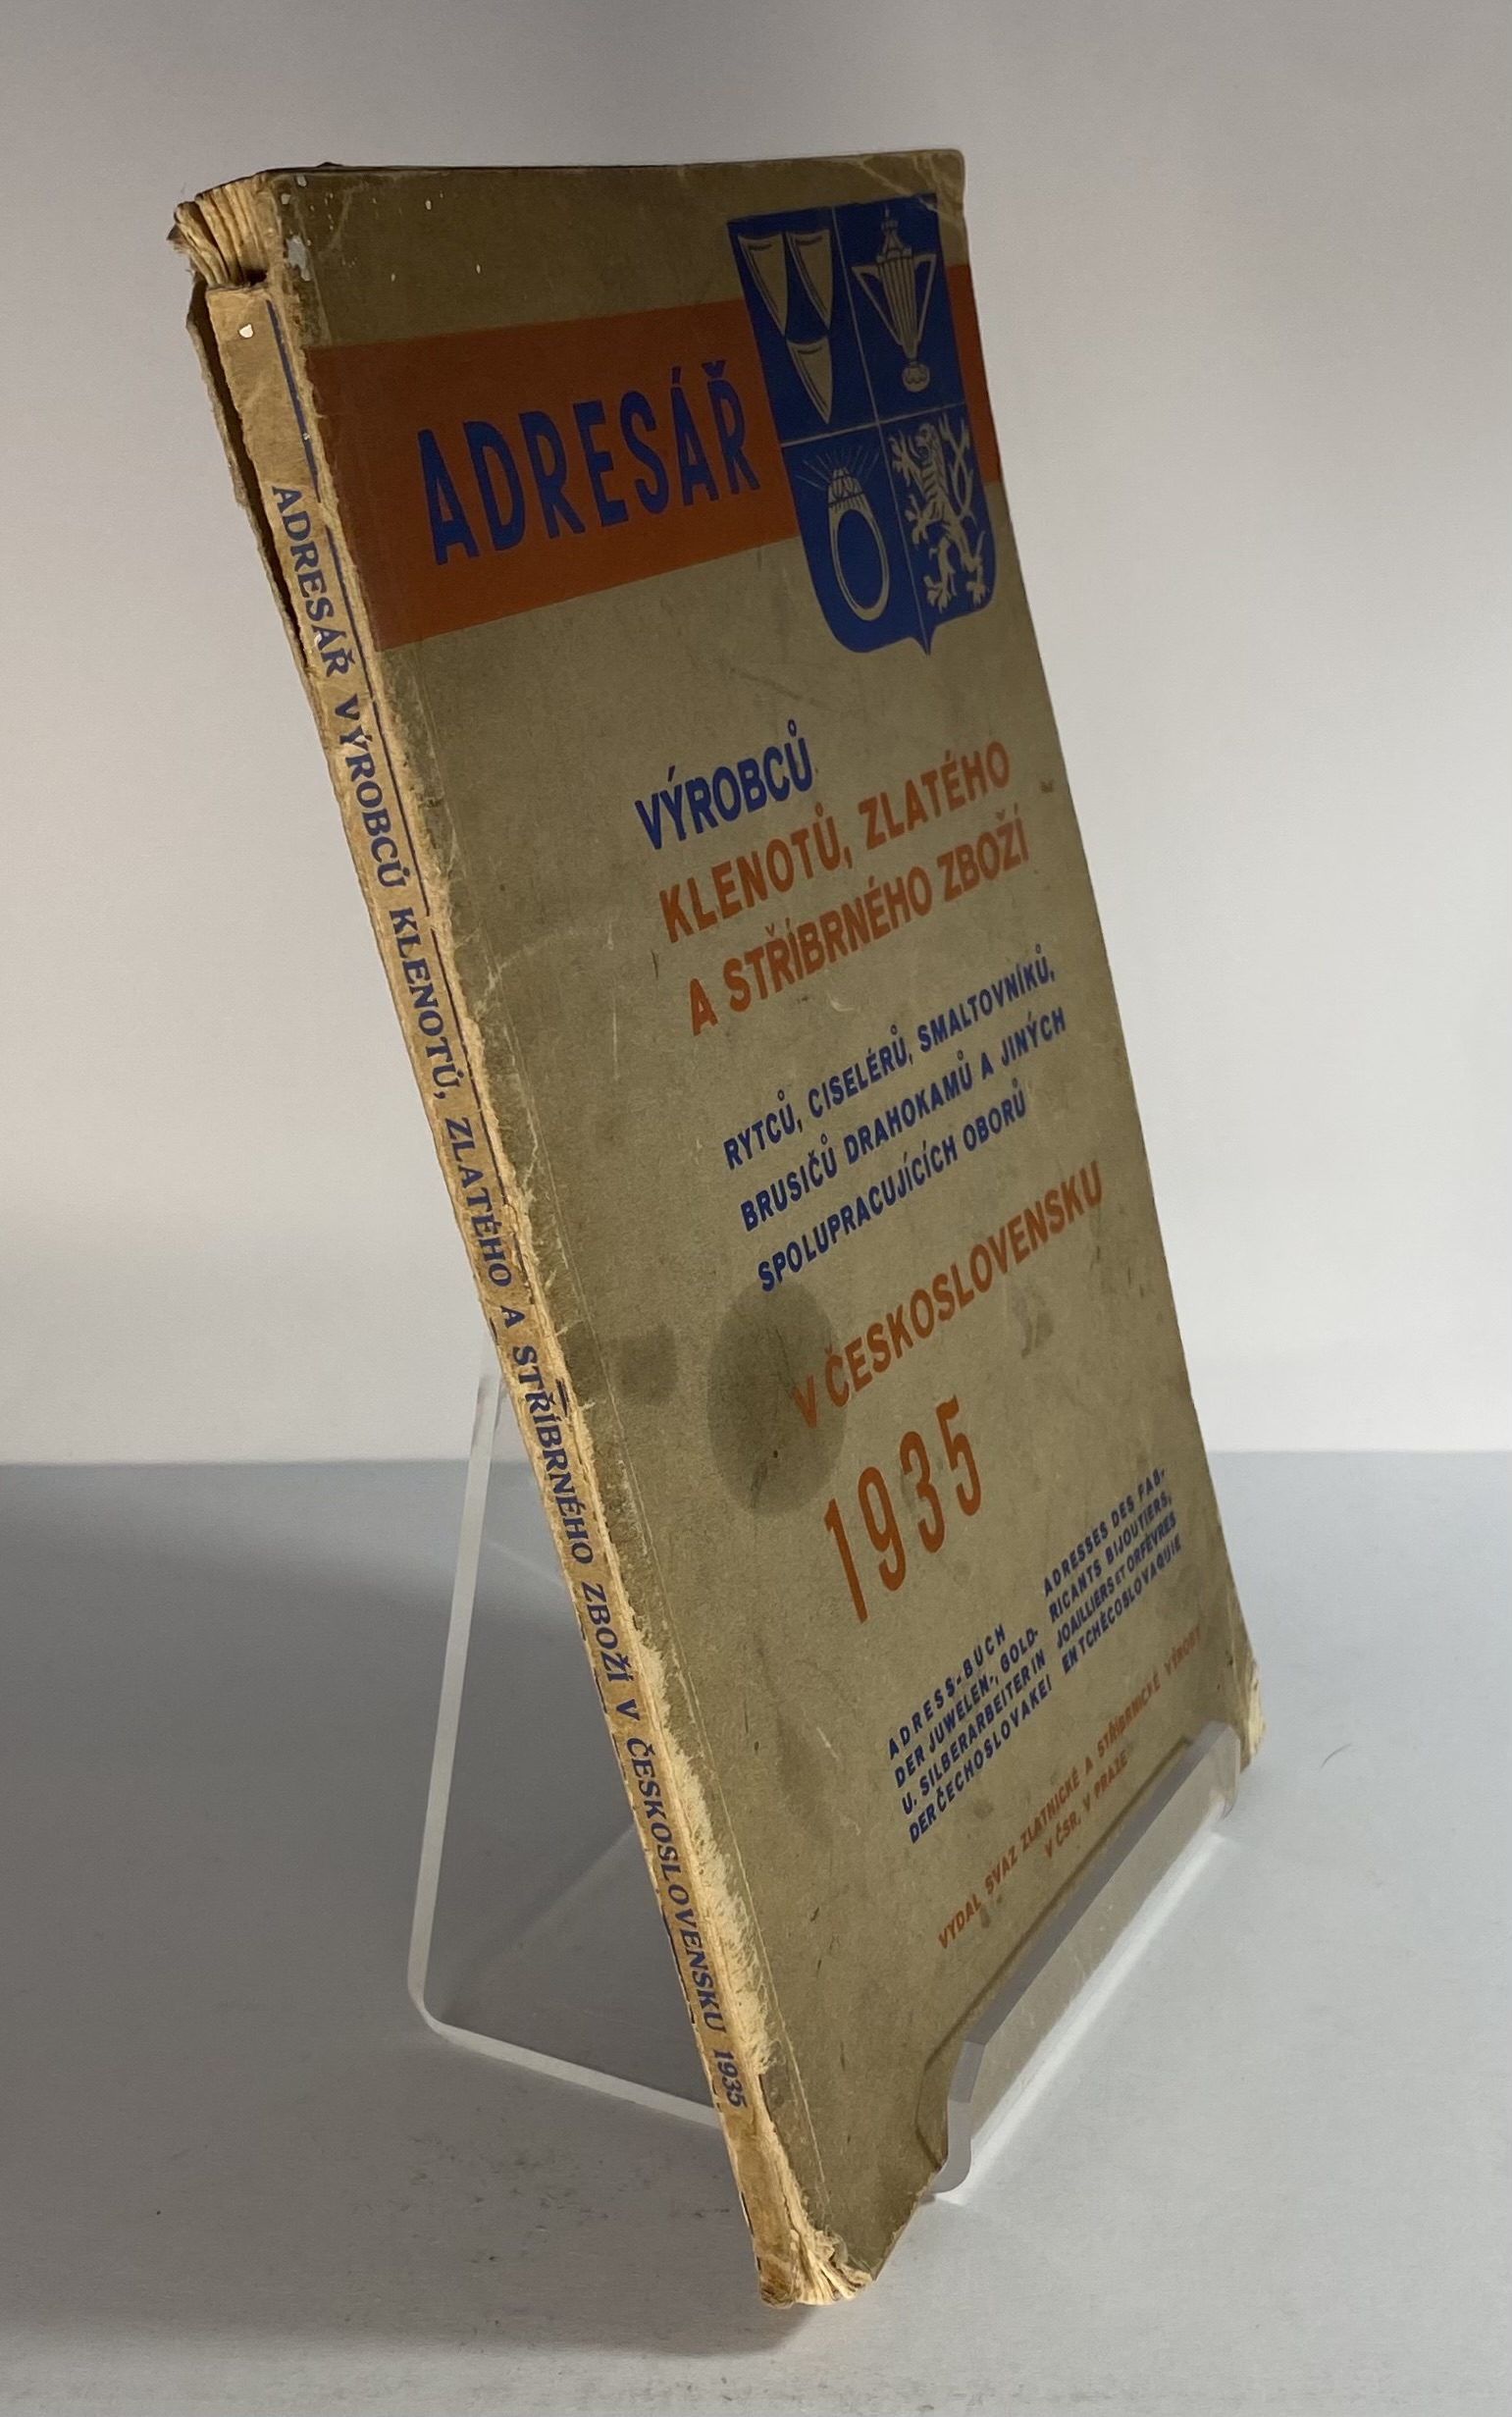 ADRESÁŘ VÝROBCŮ KLENOTŮ, ZLATÉHO A STŘÍBRNÉHO ZBOŽÍ V ČESKOSLOVENSKU 1935
ADRESÁŘ
VÝROBCŮ
KLENOTŮ, ZLATÉHO
A STŘÍBRNÉHO ZBOŽÍ
RYTCŮ, CISELÉRŮ, SMALTOVNÍKŮ,
BRUSIČŮ DRAHOKAMŮ A JINÝCH
SPOLUPRACUJÍCÍCH OBORŮ
V ČESKOSLOVENSKU
1935
ADRESS-BUCH
DER JUWELEN-, GOLD-
U. SILBERARBEITER IN
DER ČECHOSLOVAKEI
ADRESSES DES FAB-
RICANTS BIJOUTIERS,
JOAILLIERS ET ORFÈVRES
EN TCHÉCOSLOVAQUIE
VYDAL SVAZ ZLATNICKÉ A STŘÍBRNICKÉ VÝROBY
V ČSR, V PRAZE